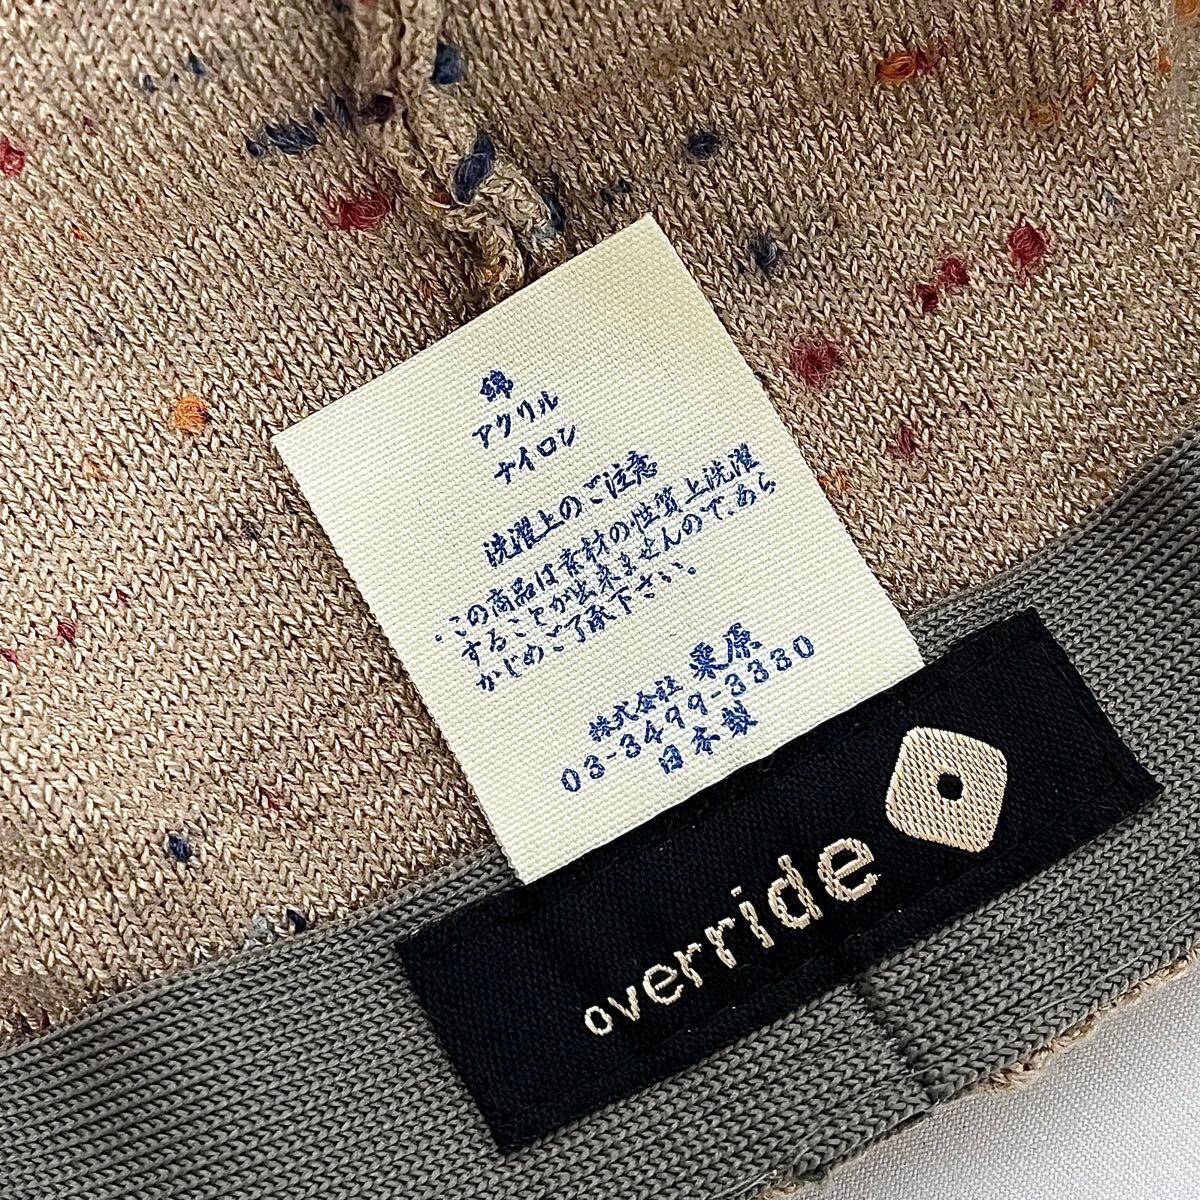 綿
アクリル
ナイロン
洗濯上のご注意
・この商品は素材の性質上洗濯
することが出来ませんので、あら
かじめご了承下さい。
株式会社 栗原
03-3499-3330
日本製
override